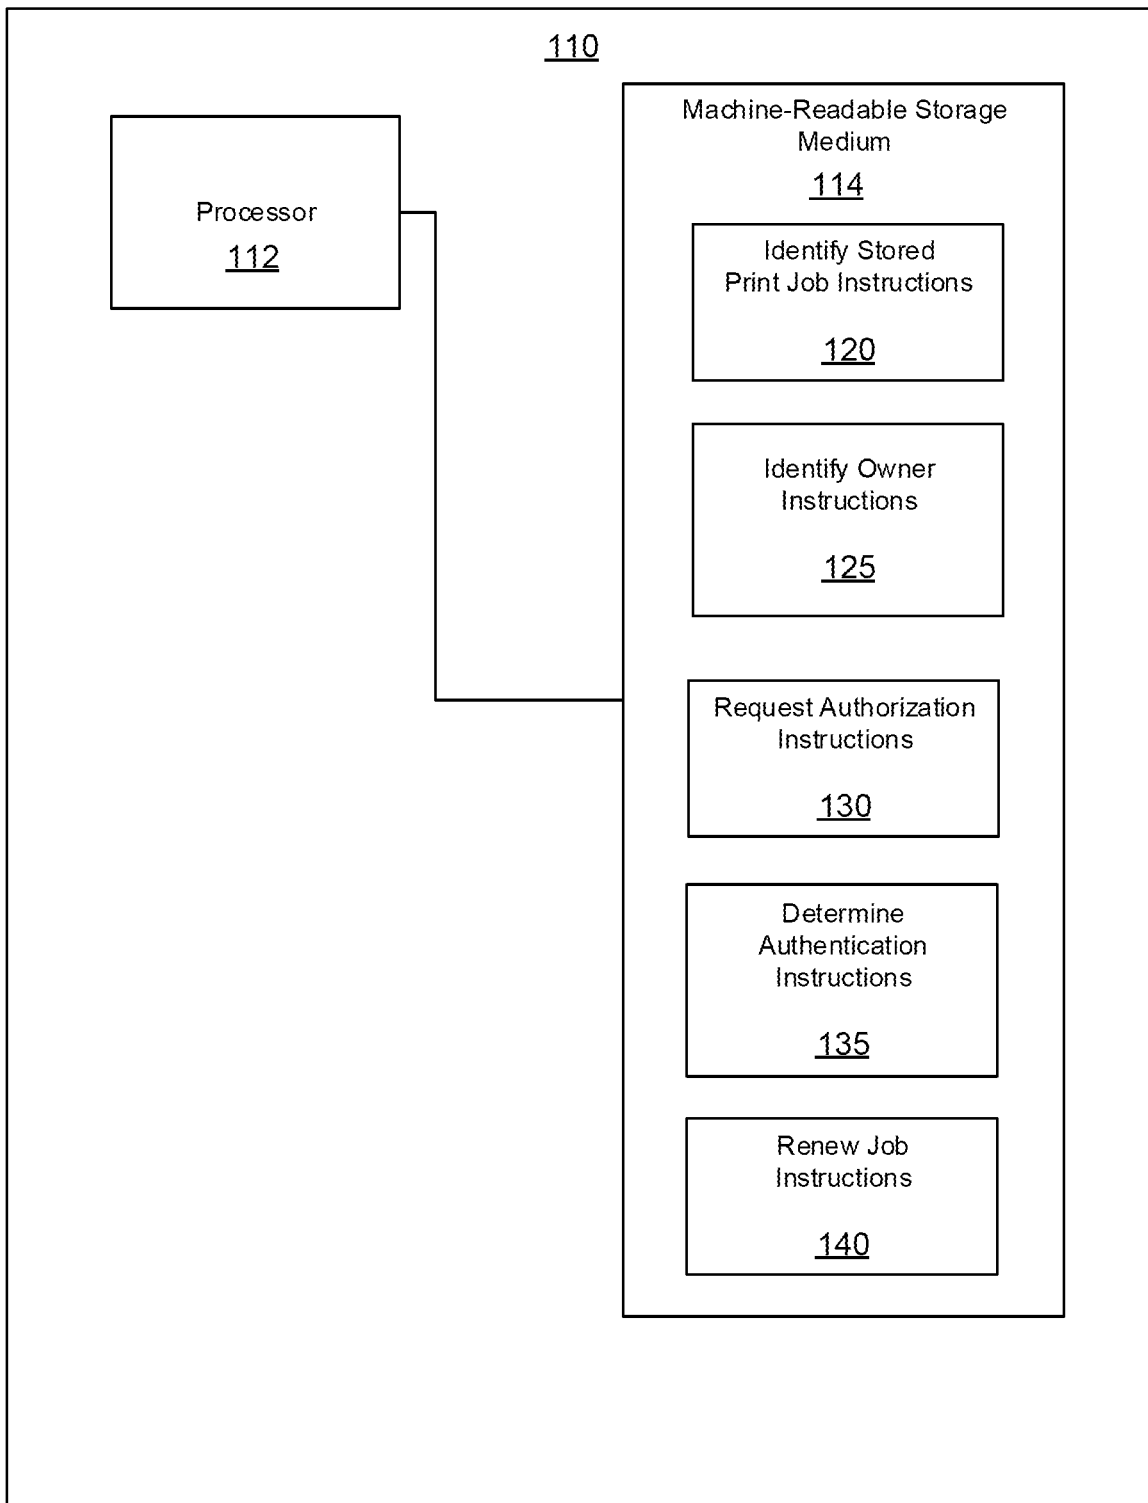 110
Processor
112
Machine-Readable Storage
Medium
114
Identify Stored
Print Job Instructions
120
Identify Owner
Instructions
125
Request Authorization
Instructions
130
Determine
Authentication
Instructions
135
Renew Job
Instructions
140